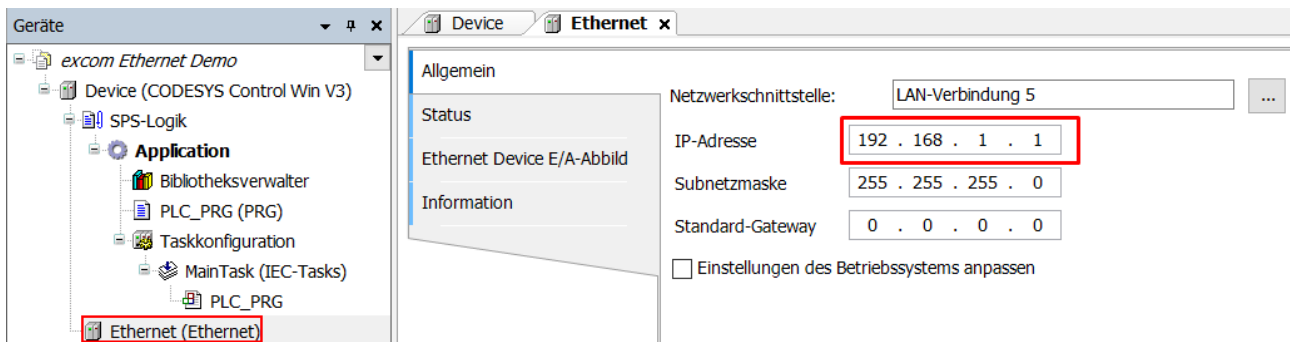 Geräte
excom Ethernet Demo
Device (CODESYS Control Win V3)
SPS-Logik
Application
Bibliotheksverwalter
PLC_PRG (PRG)
Taskkonfiguration
MainTask (IEC-Tasks)
PLC_PRG
Ethernet (Ethernet)
Device Ethernet
Allgemein
Status
Ethernet Device E/A-Abbild
Information
Netzwerkschnittstelle: LAN-Verbindung 5 ...
IP-Adresse 192 . 168 . 1 . 1
Subnetzmaske 255 . 255 . 255 . 0
Standard-Gateway 0 . 0 . 0 . 0
Einstellungen des Betriebssystems anpassen